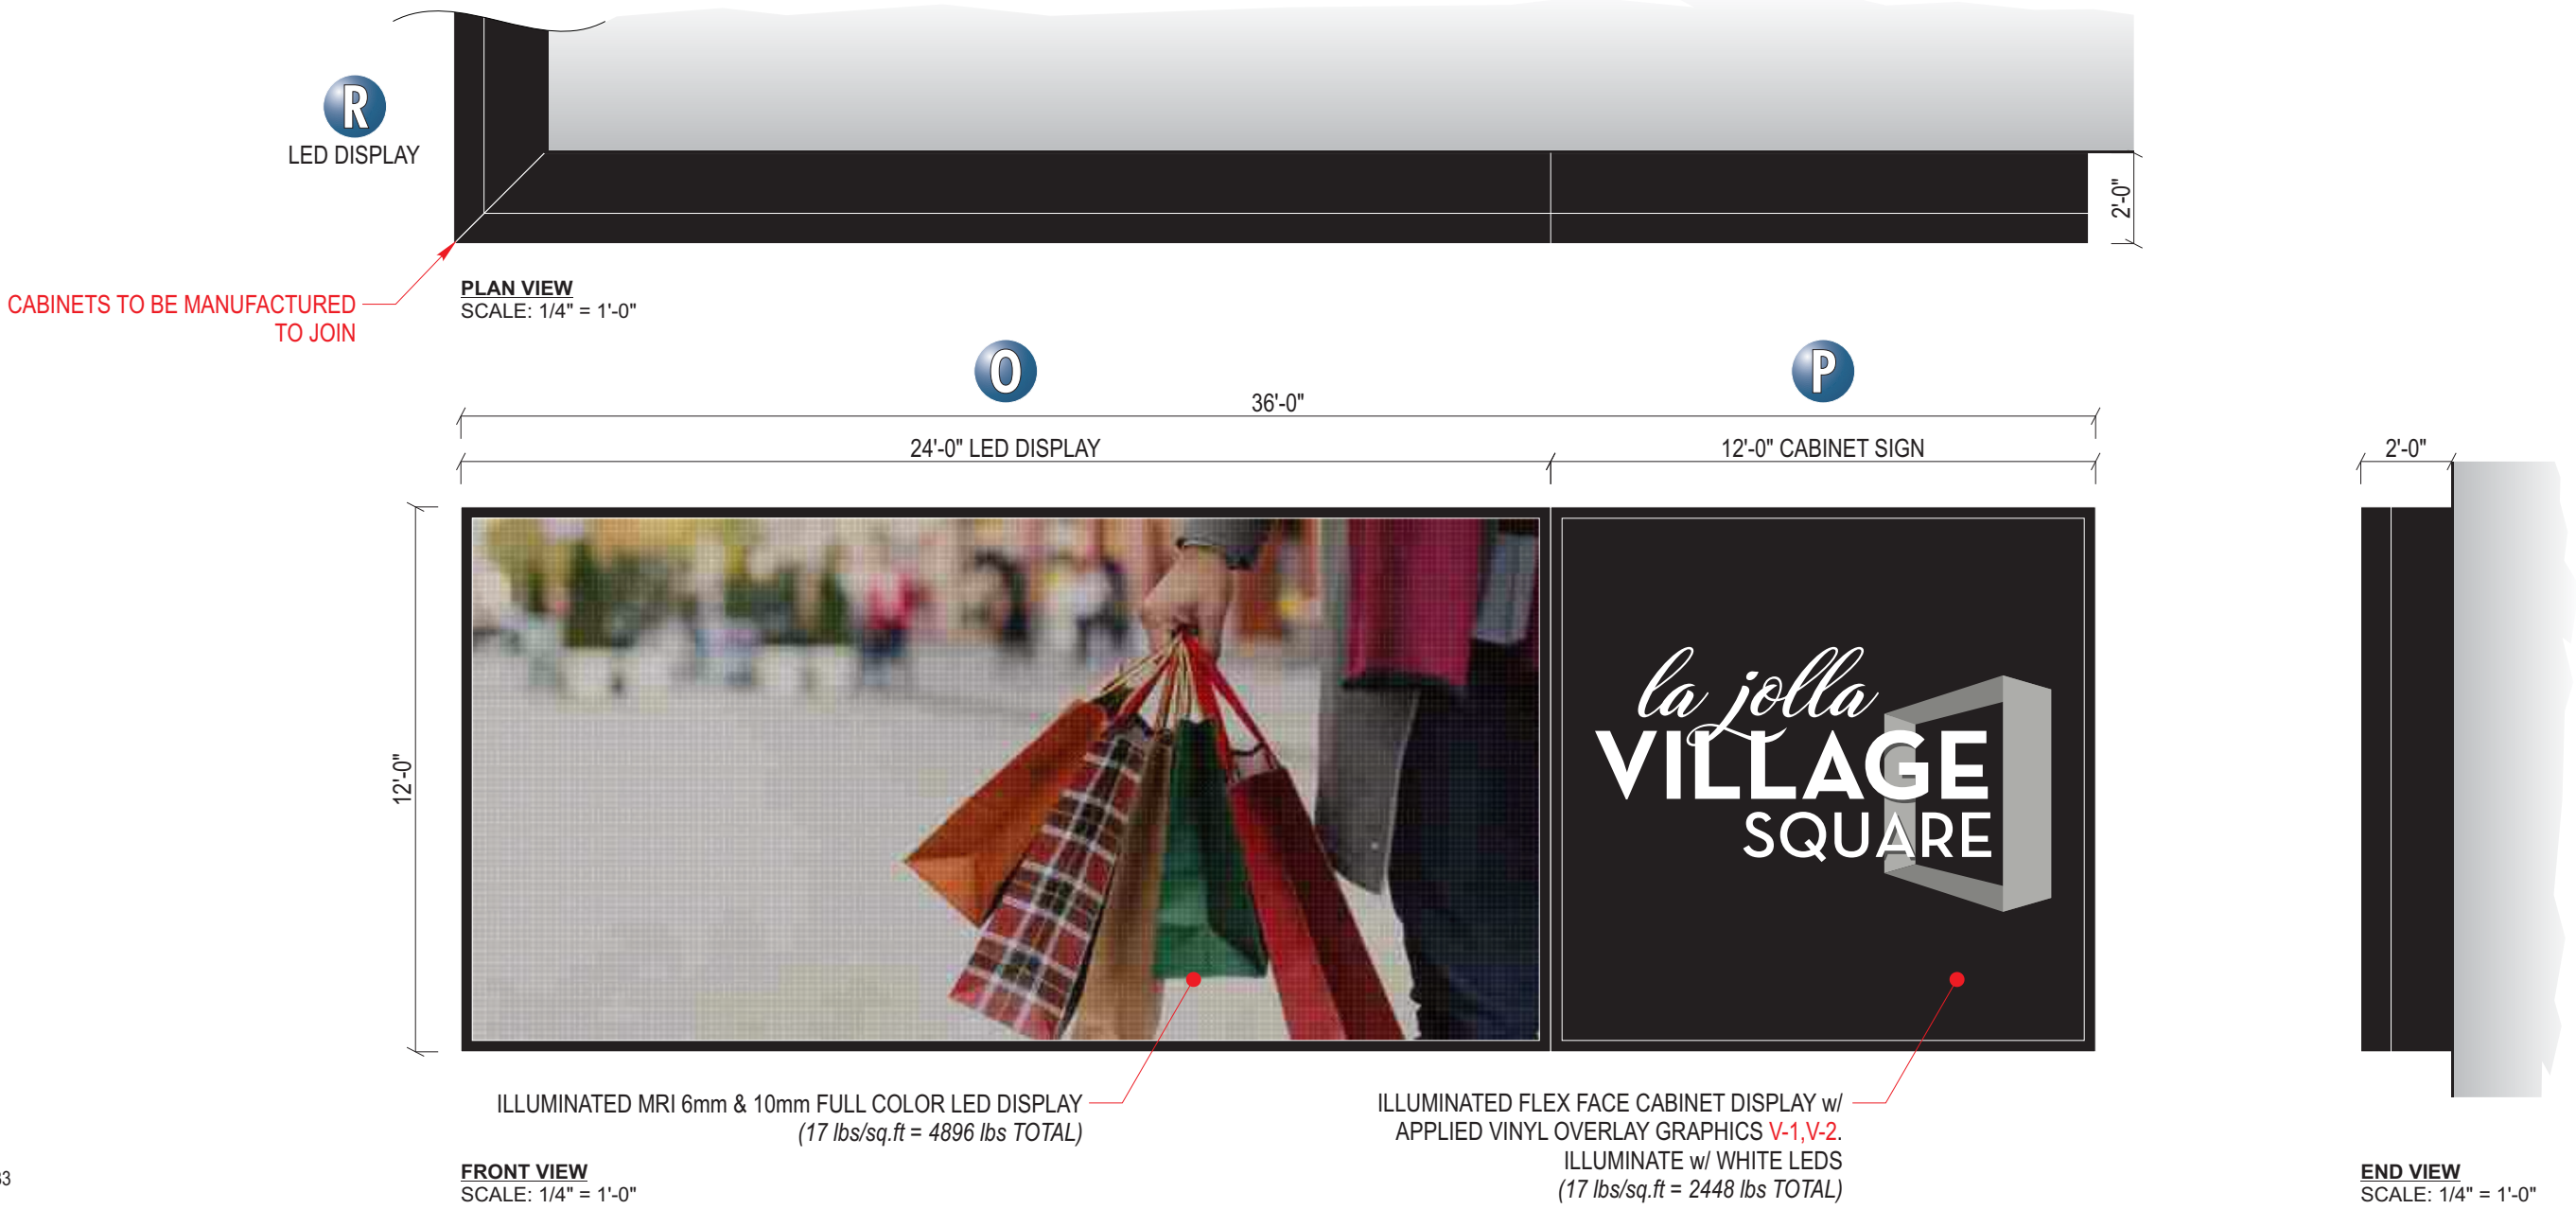 R
LED DISPLAY
2'-0"
CABINETS TO BE MANUFACTURED
TO JOIN
PLAN VIEW
SCALE: 1/4" = 1'-0"
O
P
36'-0"
24'-0" LED DISPLAY
12'-0" CABINET SIGN
2'-0"
12'-0"
la jolla
VILLAGE
SQUARE
ILLUMINATED MRI 6mm & 10mm FULL COLOR LED DISPLAY
(17 lbs/sq.ft = 4896 lbs TOTAL)
ILLUMINATED FLEX FACE CABINET DISPLAY w/
APPLIED VINYL OVERLAY GRAPHICS V-1,V-2.
ILLUMINATE w/ WHITE LEDS
(17 lbs/sq.ft = 2448 lbs TOTAL)
FRONT VIEW
SCALE: 1/4" = 1'-0"
END VIEW
SCALE: 1/4" = 1'-0"